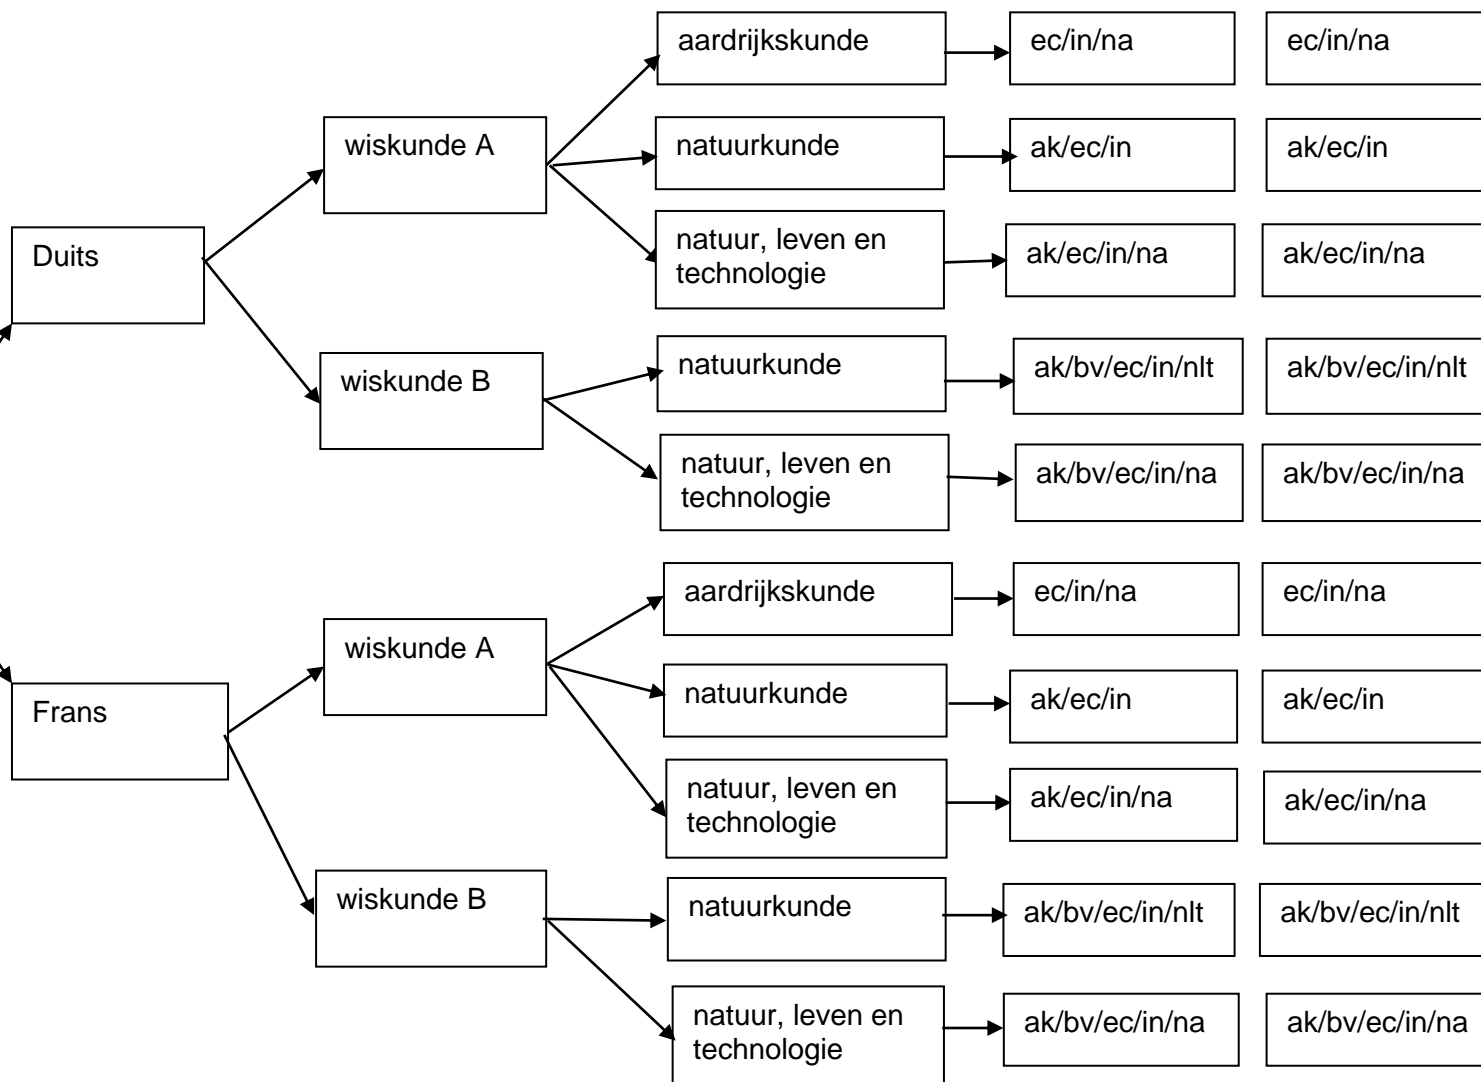 aardrijkskunde
ec/in/na
ec/in/na
wiskunde A
natuurkunde
ak/ec/in
ak/ec/in
Duits
natuur, leven en
technologie
ak/ec/in/na
ak/ec/in/na
wiskunde B
natuurkunde
ak/bv/ec/in/nlt
ak/bv/ec/in/nlt
natuur, leven en
technologie
ak/bv/ec/in/na
ak/bv/ec/in/na
aardrijkskunde
ec/in/na
ec/in/na
wiskunde A
natuurkunde
ak/ec/in
ak/ec/in
Frans
natuur, leven en
technologie
ak/ec/in/na
ak/ec/in/na
wiskunde B
natuurkunde
ak/bv/ec/in/nlt
ak/bv/ec/in/nlt
natuur, leven en
technologie
ak/bv/ec/in/na
ak/bv/ec/in/na